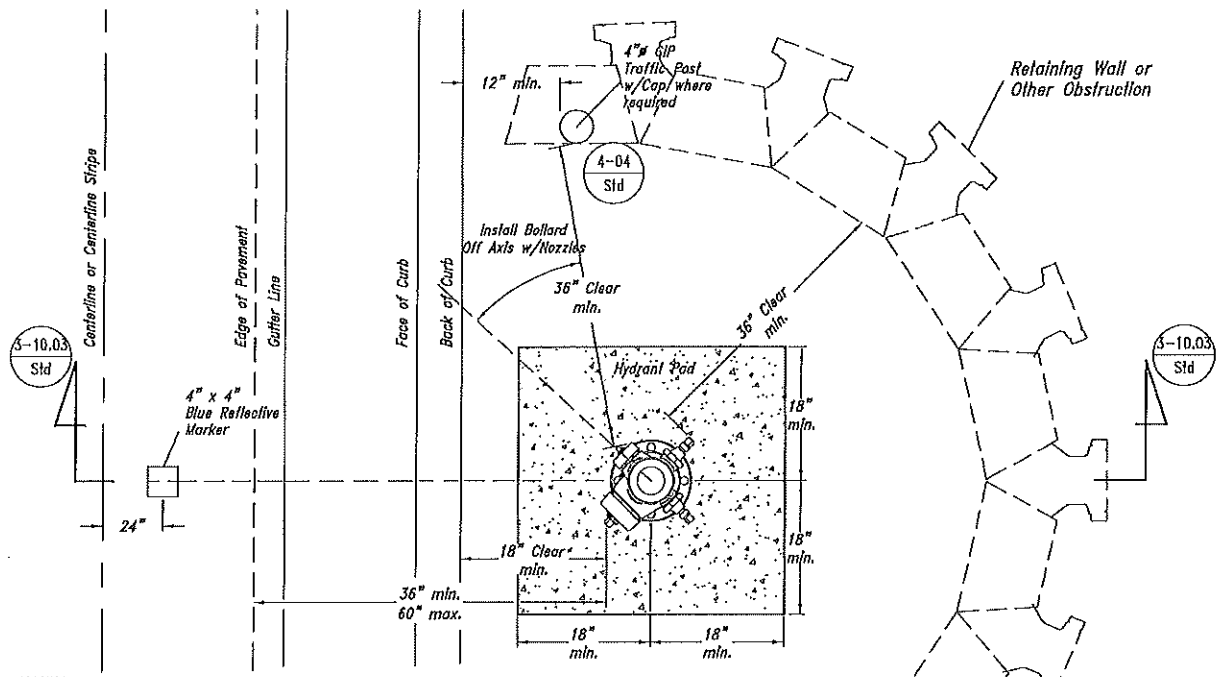 4"ø GIP
Traffic Post
w/Cap/where
required
12" min.
Retaining Wall or
Other Obstruction
4-04
Std
Centerline or Centerline Stripe
Edge of Pavement
Gutter Line
Face of Curb
Back of/Curb
Install Bollard
Off Axis w/Nozzles
36" Clear
min.
36" Clear
min.
3-10.03
Std
3-10.03
Std
4" x 4"
Blue Reflective
Marker
Hydrant Pad
18"
min.
24"
18"
min.
18" Clear
min.
36" min.
60" max.
18"
min.
18"
min.